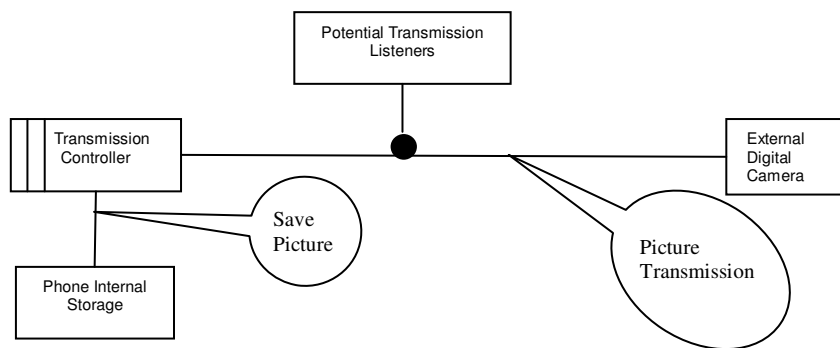 Potential Transmission
Listeners
Transmission
Controller
External
Digital
Camera
Save
Picture
Picture
Transmission
Phone Internal
Storage